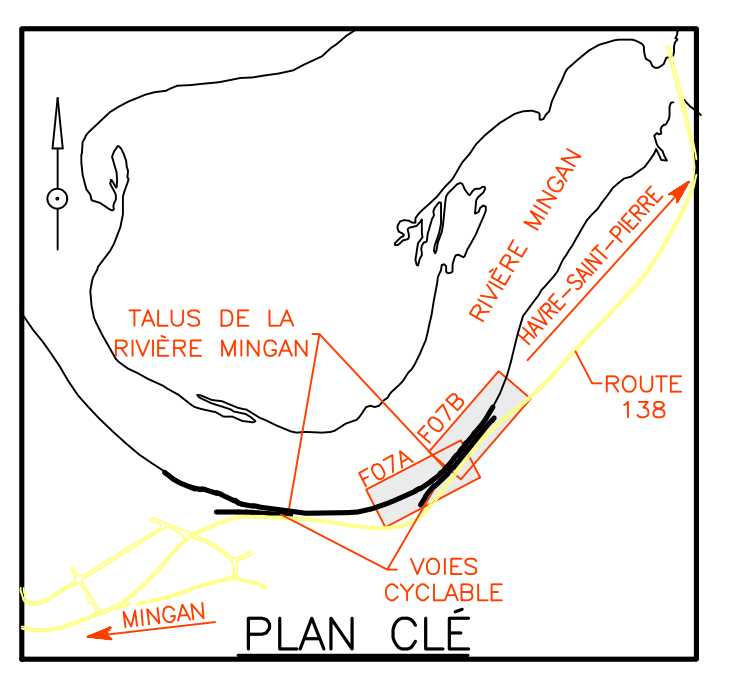 RIVIÈRE MINGAN
HAVRE-SAINT-PIERRE
TALUS DE LA
RIVIÈRE MINGAN
ROUTE
138
F07B
F07A
VOIES
CYCLABLE
MINGAN
PLAN CLÉ